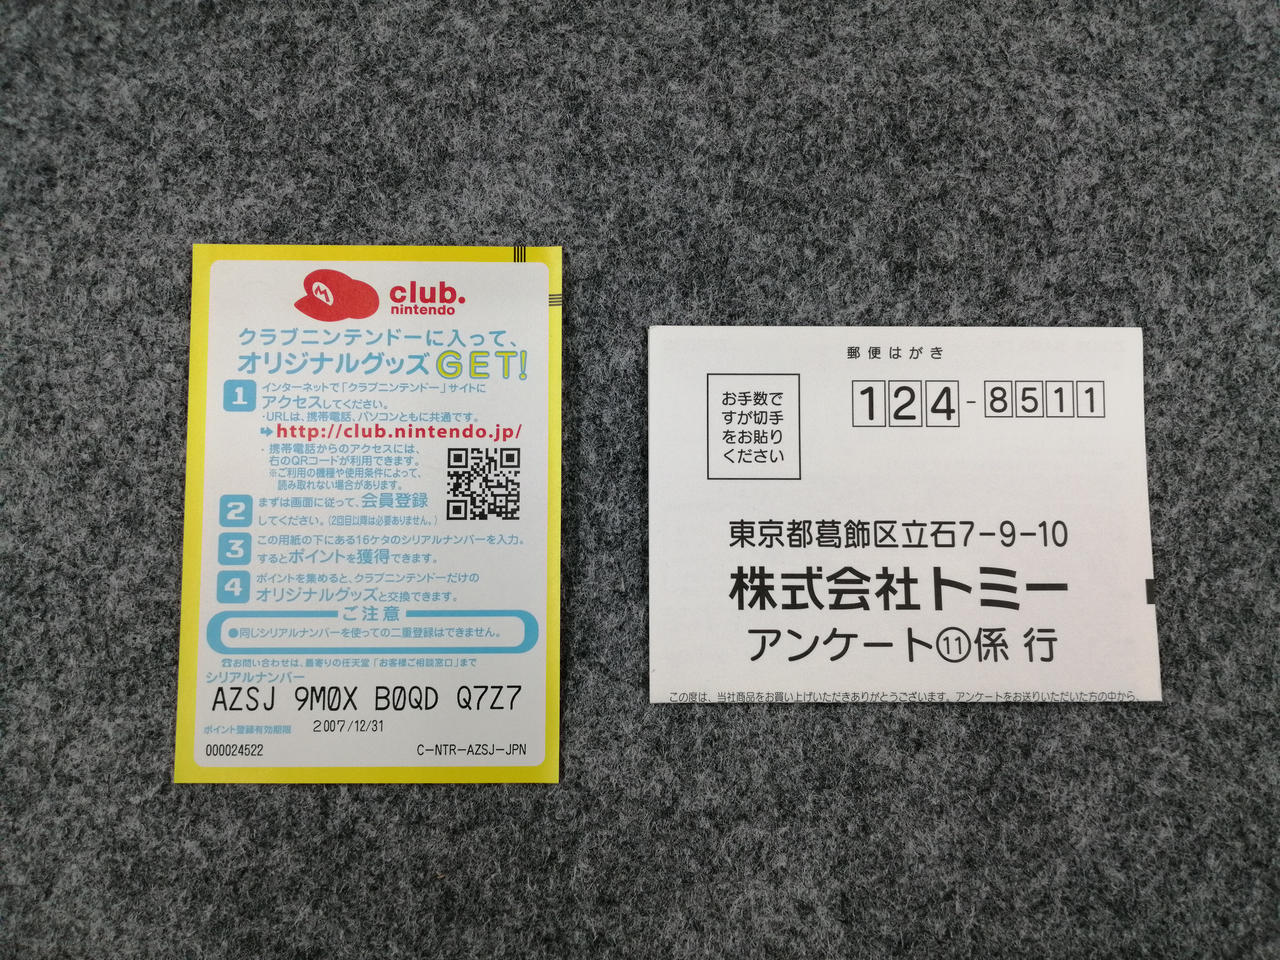 club.
nintendo
クラブニンテンドーに入って、
オリジナルグッズGET!
1
インターネットで「クラブニンテンドー」サイトに
アクセスしてください。
・URLは、携帯電話、パソコンともに共通です。
➡http://club.nintendo.jp/
・携帯電話からのアクセスには、
右のQRコードが利用できます。
※ご利用の機種や使用条件によって、
読み取れない場合があります。
2
まずは画面に従って、会員登録
してください。(2回目以降は必要ありません。)
3
この用紙の下にある16ケタのシリアルナンバーを入力。
するとポイントを獲得できます。
4
ポイントを集めると、クラブニンテンドーだけの
オリジナルグッズと交換できます。
ご注意
●同じシリアルナンバーを使っての二重登録はできません。
☎お問い合わせは、最寄りの任天堂「お客様ご相談窓口」まで
シリアルナンバー
AZSJ 9M0X B0QD Q7Z7
ポイント登録有効期限 2007/12/31
000024522 C-NTR-AZSJ-JPN
郵便はがき
お手数で
すが切手
をお貼り
ください
124-8511
東京都葛飾区立石7-9-10
株式会社トミー
アンケート⑪係 行
この度は、当社商品をお買い上げいただきありがとうございます。アンケートをお送りいただいた方の中から、